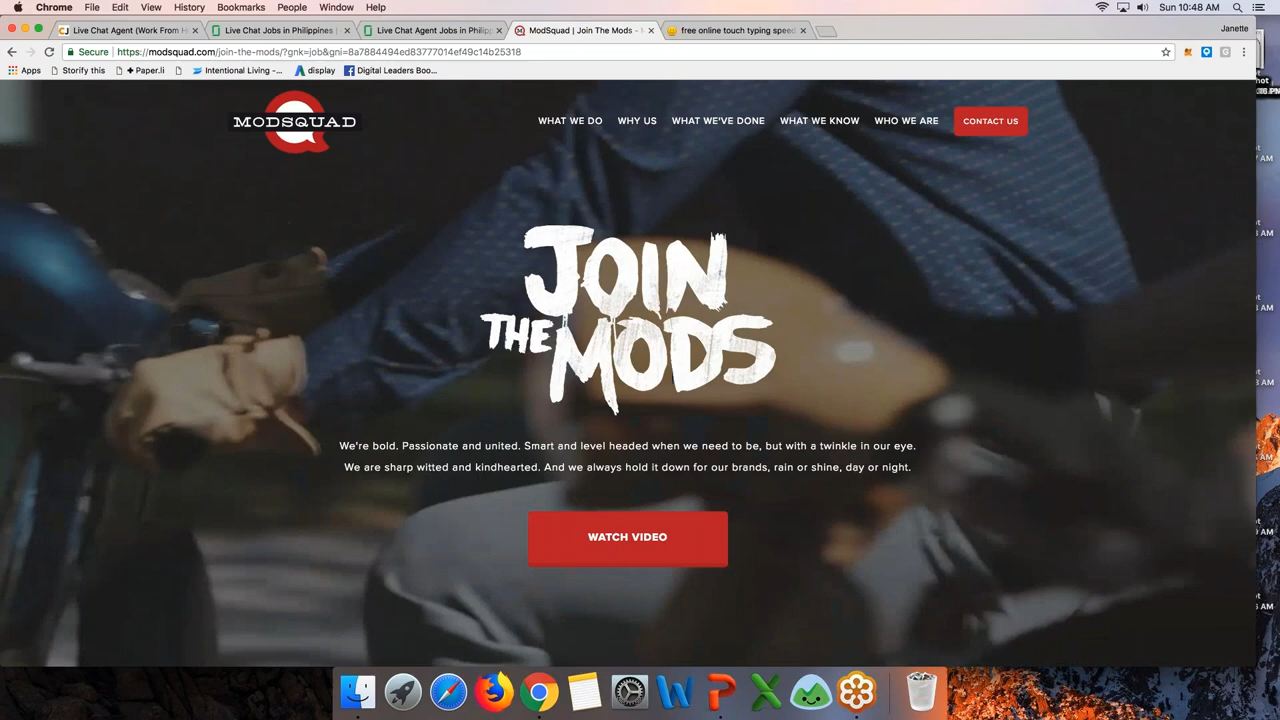 Chrome File Edit View History Bookmarks People Window Help Sun 10:48 AM
Live Chat Agent (Work From H Live Chat Jobs in Philippines | Live Chat Agent Jobs in Philip ModSquad | Join The Mods - free online touch typing speed Janette
Secure https://modsquad.com/join-the-mods/?gnk=job&gni=8a7884494ed83777014ef49c14b25318
Apps Storify this Paper.li Intentional Living -... display Digital Leaders Boo...
MODSQUAD
WHAT WE DO WHY US WHAT WE'VE DONE WHAT WE KNOW WHO WE ARE CONTACT US
JOIN
THE MODS
We're bold. Passionate and united. Smart and level headed when we need to be, but with a twinkle in our eye.
We are sharp witted and kindhearted. And we always hold it down for our brands, rain or shine, day or night.
WATCH VIDEO